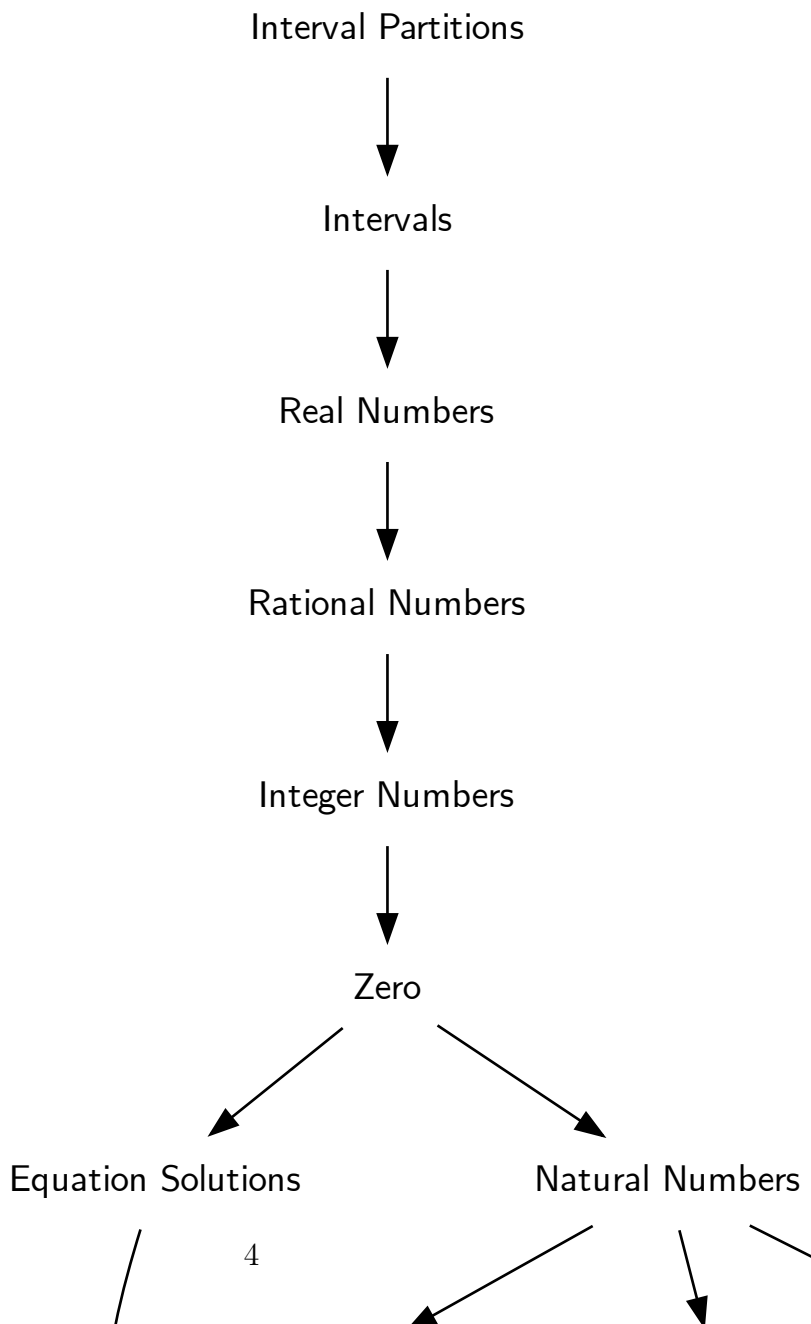 Interval Partitions
Intervals
Real Numbers
Rational Numbers
Integer Numbers
Zero
Equation Solutions
Natural Numbers
4